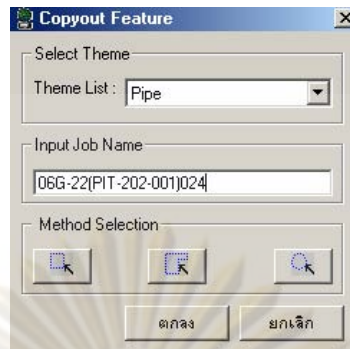 Copyout Feature
Select Theme
Theme List : Pipe
Input Job Name
06G-22(PIT-202-001)024
Method Selection
ตกลง ยกเลิก